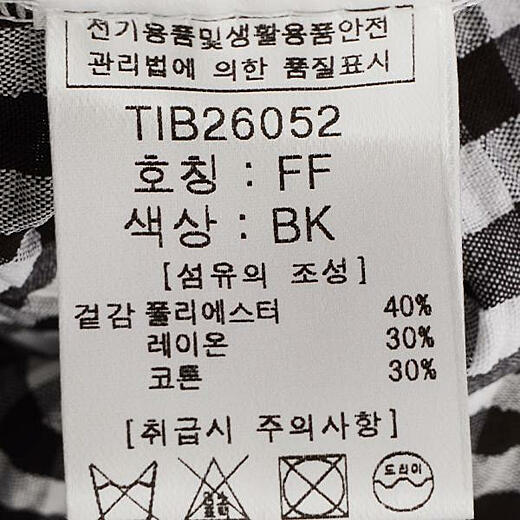 전기용품및생활용품안전
관리법에 의한 품질표시
TIB26052
호칭 : FF
색상 : BK
[섬유의 조성]
겉감 폴리에스터 40%
레이온 30%
코튼 30%
[취급시 주의사항]
드라이